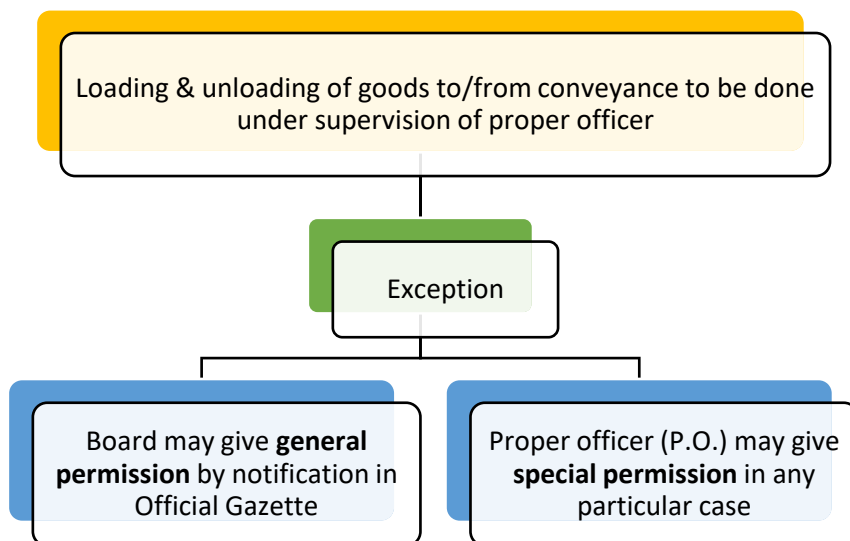 Loading & unloading of goods to/from conveyance to be done
under supervision of proper officer
Exception
Board may give general
permission by notification in
Official Gazette
Proper officer (P.O.) may give
special permission in any
particular case